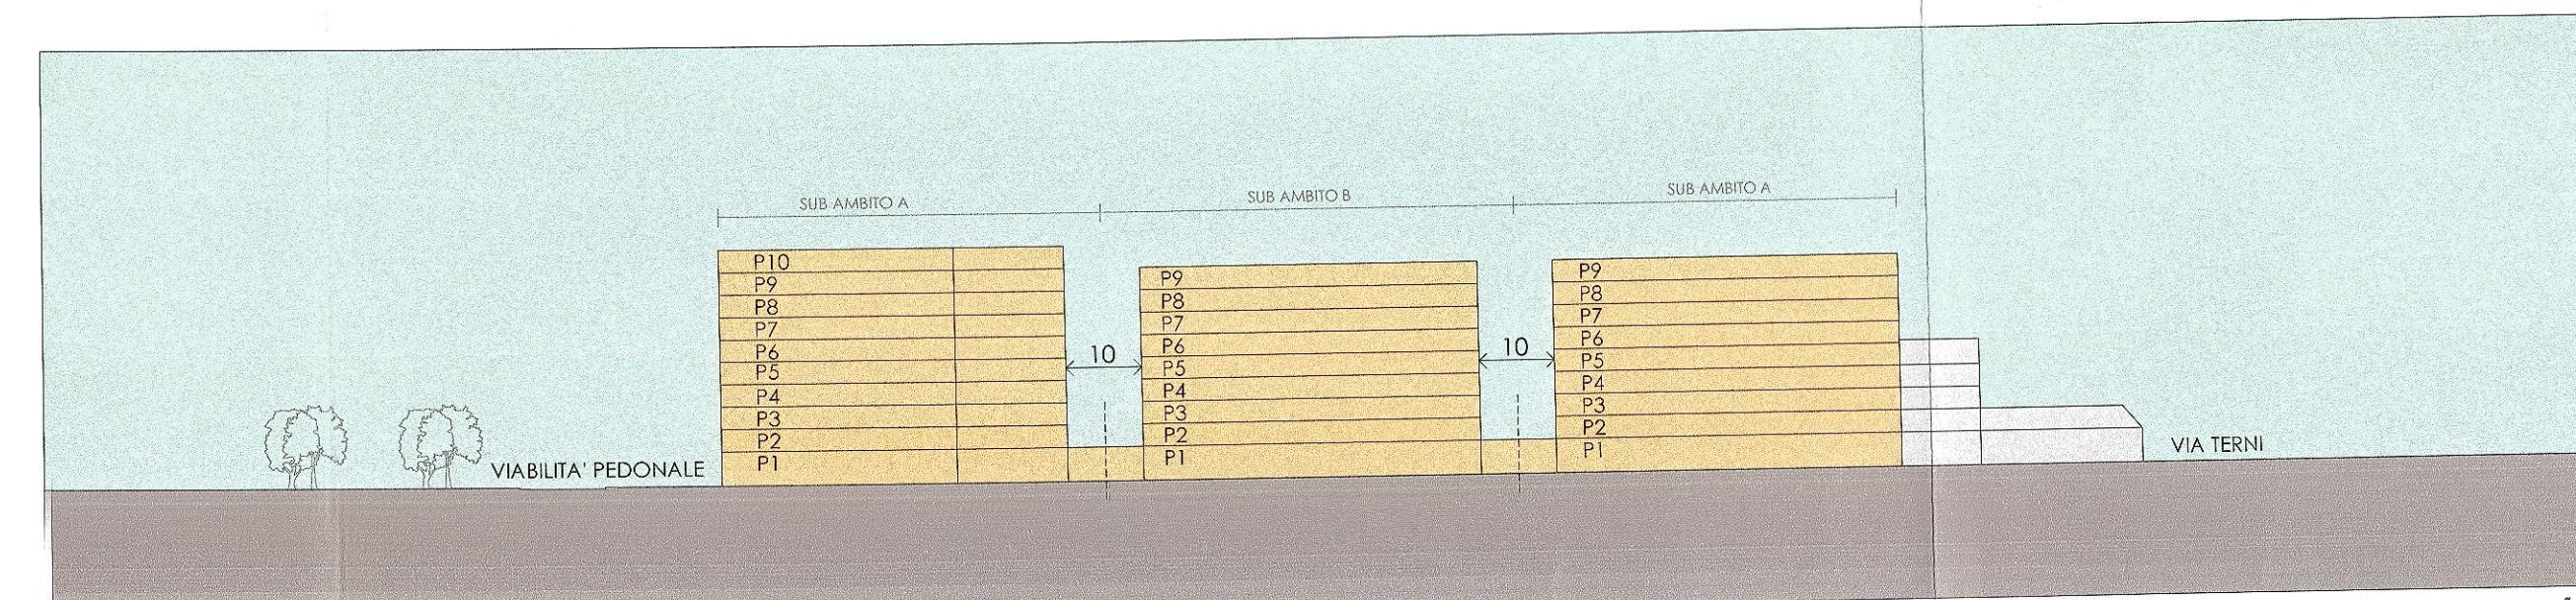 SUB AMBITO A
SUB AMBITO B
SUB AMBITO A
P10
P9
P8
P7
P6
P5
P4
P3
P2
P1
10
P9
P8
P7
P6
P5
P4
P3
P2
P1
10
P9
P8
P7
P6
P5
P4
P3
P2
P1
VIABILITA' PEDONALE
VIA TERNI